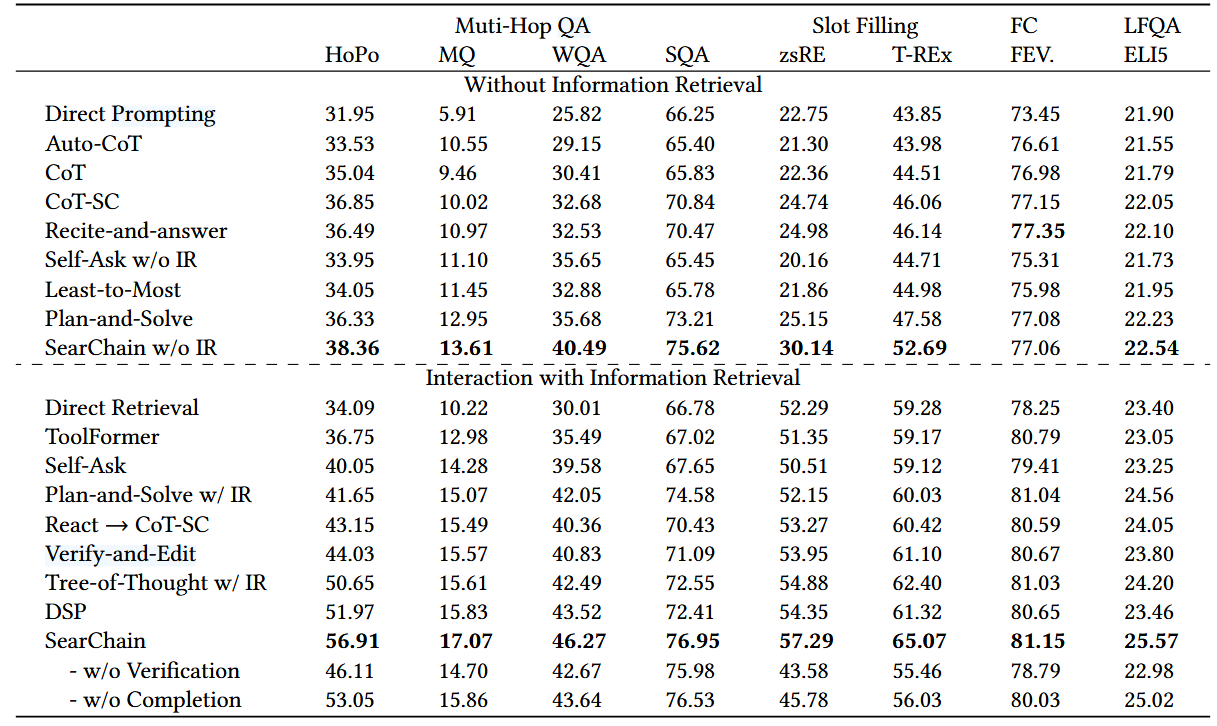 Muti-Hop QA Slot Filling FC LFQA
HoPo MQ WQA SQA zsRE T-REx FEV. ELI5
Without Information Retrieval
Direct Prompting 31.95 5.91 25.82 66.25 22.75 43.85 73.45 21.90
Auto-CoT 33.53 10.55 29.15 65.40 21.30 43.98 76.61 21.55
CoT 35.04 9.46 30.41 65.83 22.36 44.51 76.98 21.79
CoT-SC 36.85 10.02 32.68 70.84 24.74 46.06 77.15 22.05
Recite-and-answer 36.49 10.97 32.53 70.47 24.98 46.14 77.35 22.10
Self-Ask w/o IR 33.95 11.10 35.65 65.45 20.16 44.71 75.31 21.73
Least-to-Most 34.05 11.45 32.88 65.78 21.86 44.98 75.98 21.95
Plan-and-Solve 36.33 12.95 35.68 73.21 25.15 47.58 77.08 22.23
SearChain w/o IR 38.36 13.61 40.49 75.62 30.14 52.69 77.06 22.54
Interaction with Information Retrieval
Direct Retrieval 34.09 10.22 30.01 66.78 52.29 59.28 78.25 23.40
ToolFormer 36.75 12.98 35.49 67.02 51.35 59.17 80.79 23.05
Self-Ask 40.05 14.28 39.58 67.65 50.51 59.12 79.41 23.25
Plan-and-Solve w/ IR 41.65 15.07 42.05 74.58 52.15 60.03 81.04 24.56
React → CoT-SC 43.15 15.49 40.36 70.43 53.27 60.42 80.59 24.05
Verify-and-Edit 44.03 15.57 40.83 71.09 53.95 61.10 80.67 23.80
Tree-of-Thought w/ IR 50.65 15.61 42.49 72.55 54.88 62.40 81.03 24.20
DSP 51.97 15.83 43.52 72.41 54.35 61.32 80.65 23.46
SearChain 56.91 17.07 46.27 76.95 57.29 65.07 81.15 25.57
- w/o Verification 46.11 14.70 42.67 75.98 43.58 55.46 78.79 22.98
- w/o Completion 53.05 15.86 43.64 76.53 45.78 56.03 80.03 25.02